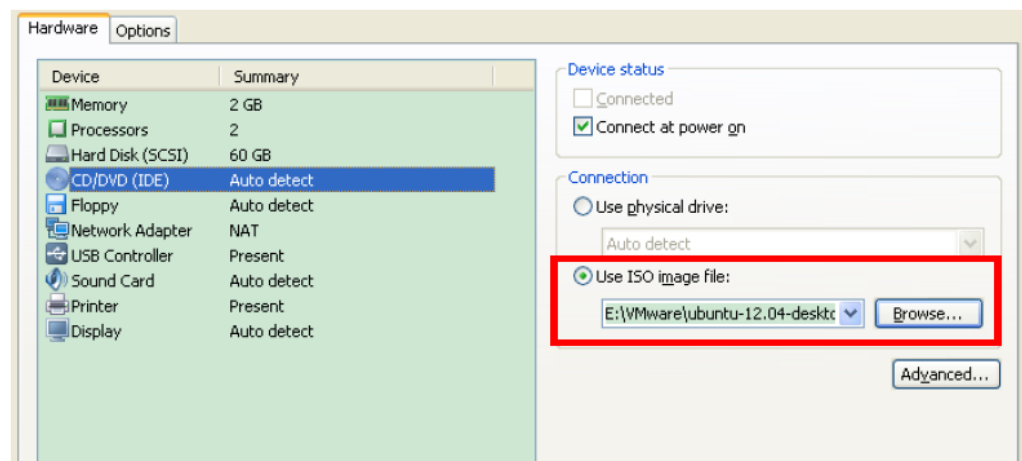 Hardware Options
Device Summary
Memory 2 GB
Processors 2
Hard Disk (SCSI) 60 GB
CD/DVD (IDE) Auto detect
Floppy Auto detect
Network Adapter NAT
USB Controller Present
Sound Card Auto detect
Printer Present
Display Auto detect
Device status
Connected
Connect at power on
Connection
Use physical drive:
Auto detect
Use ISO image file:
E:\VMware\ubuntu-12.04-deskto Browse...
Advanced...